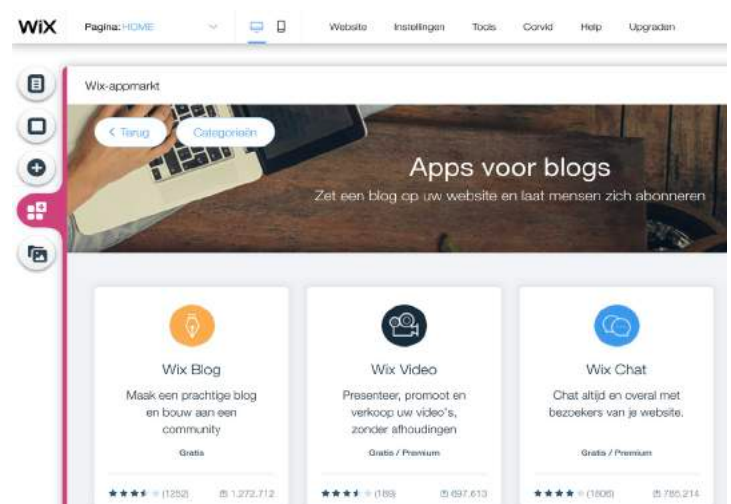 WiX
Pagina: HOME
Website Instellingen Tools Corvid Help Upgraden
Wix-appmarkt
< Terug
Categorieën
Apps voor blogs
Zet een blog op uw website en laat mensen zich abonneren
Wix Blog
Maak een prachtige blog
en bouw aan een
community
Gratis
(1252) 1.272.712
Wix Video
Presenteer, promoot en
verkoop uw video's,
zonder afhoudingen
Gratis / Premium
(189) 697.613
Wix Chat
Chat altijd en overal met
bezoekers van je website.
Gratis / Premium
(1806) 785.214